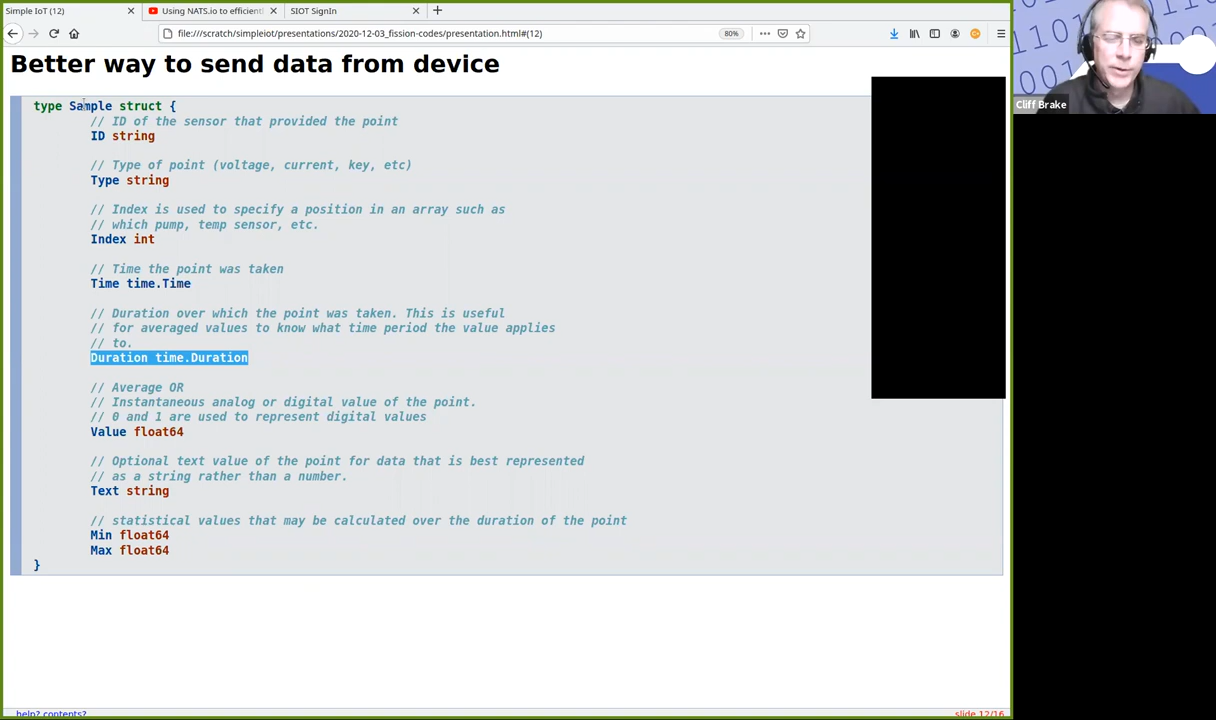 Simple IoT (12)
Using NATS.io to efficientl
SIOT SignIn
file:///scratch/simpleiot/presentations/2020-12-03_fission-codes/presentation.html#(12)
80%
Better way to send data from device
type Sample struct {
// ID of the sensor that provided the point
ID string
// Type of point (voltage, current, key, etc)
Type string
// Index is used to specify a position in an array such as
// which pump, temp sensor, etc.
Index int
// Time the point was taken
Time time.Time
// Duration over which the point was taken. This is useful
// for averaged values to know what time period the value applies
// to.
Duration time.Duration
// Average OR
// Instantaneous analog or digital value of the point.
// 0 and 1 are used to represent digital values
Value float64
// Optional text value of the point for data that is best represented
// as a string rather than a number.
Text string
// statistical values that may be calculated over the duration of the point
Min float64
Max float64
}
help? contents?
slide 12/16
Cliff Brake